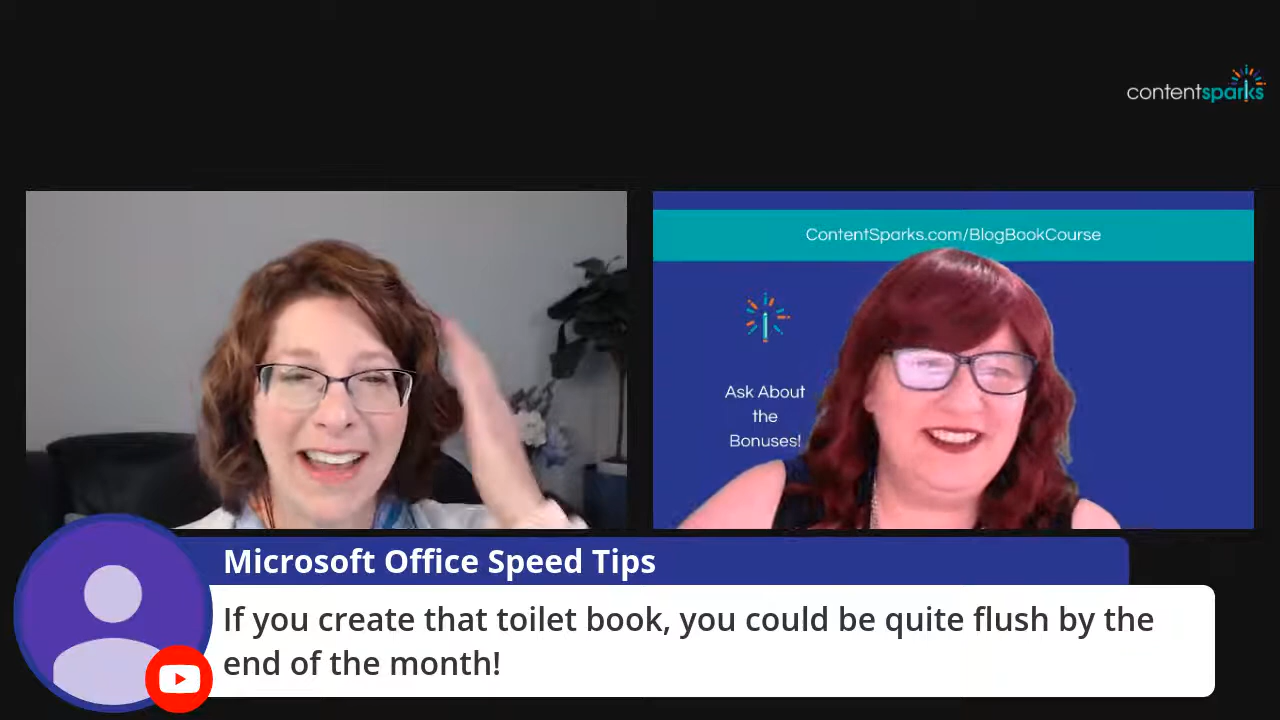 contentsparks
ContentSparks.com/BlogBookCourse
Ask About
the
Bonuses!
Microsoft Office Speed Tips
If you create that toilet book, you could be quite flush by the
end of the month!